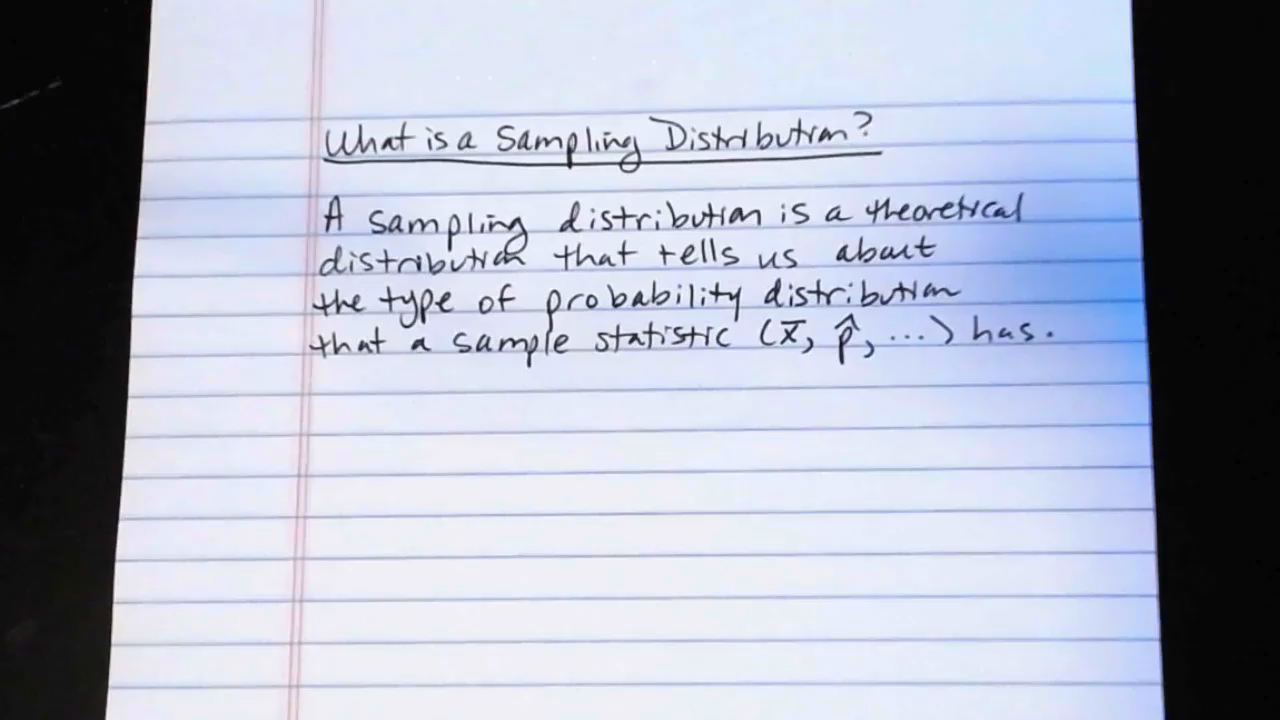 What is a Sampling Distribution?
A sampling distribution is a theoretical
distribution that tells us about
the type of probability distribution
that a sample statistic (x̄, p̂, ...) has.